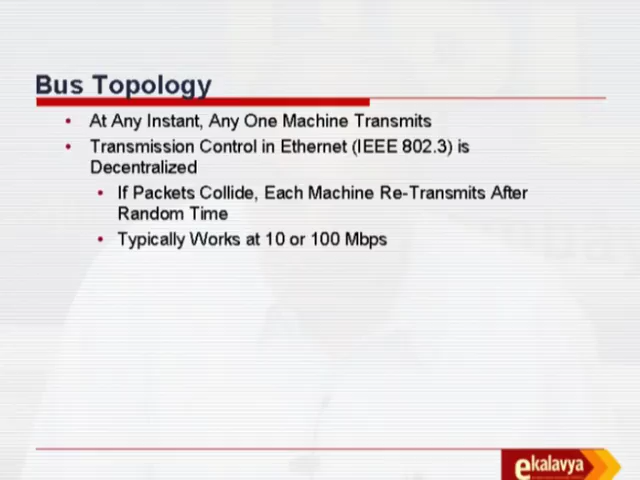 Bus Topology
• At Any Instant, Any One Machine Transmits
• Transmission Control in Ethernet (IEEE 802.3) is
Decentralized
• If Packets Collide, Each Machine Re-Transmits After
Random Time
• Typically Works at 10 or 100 Mbps
ekalavya